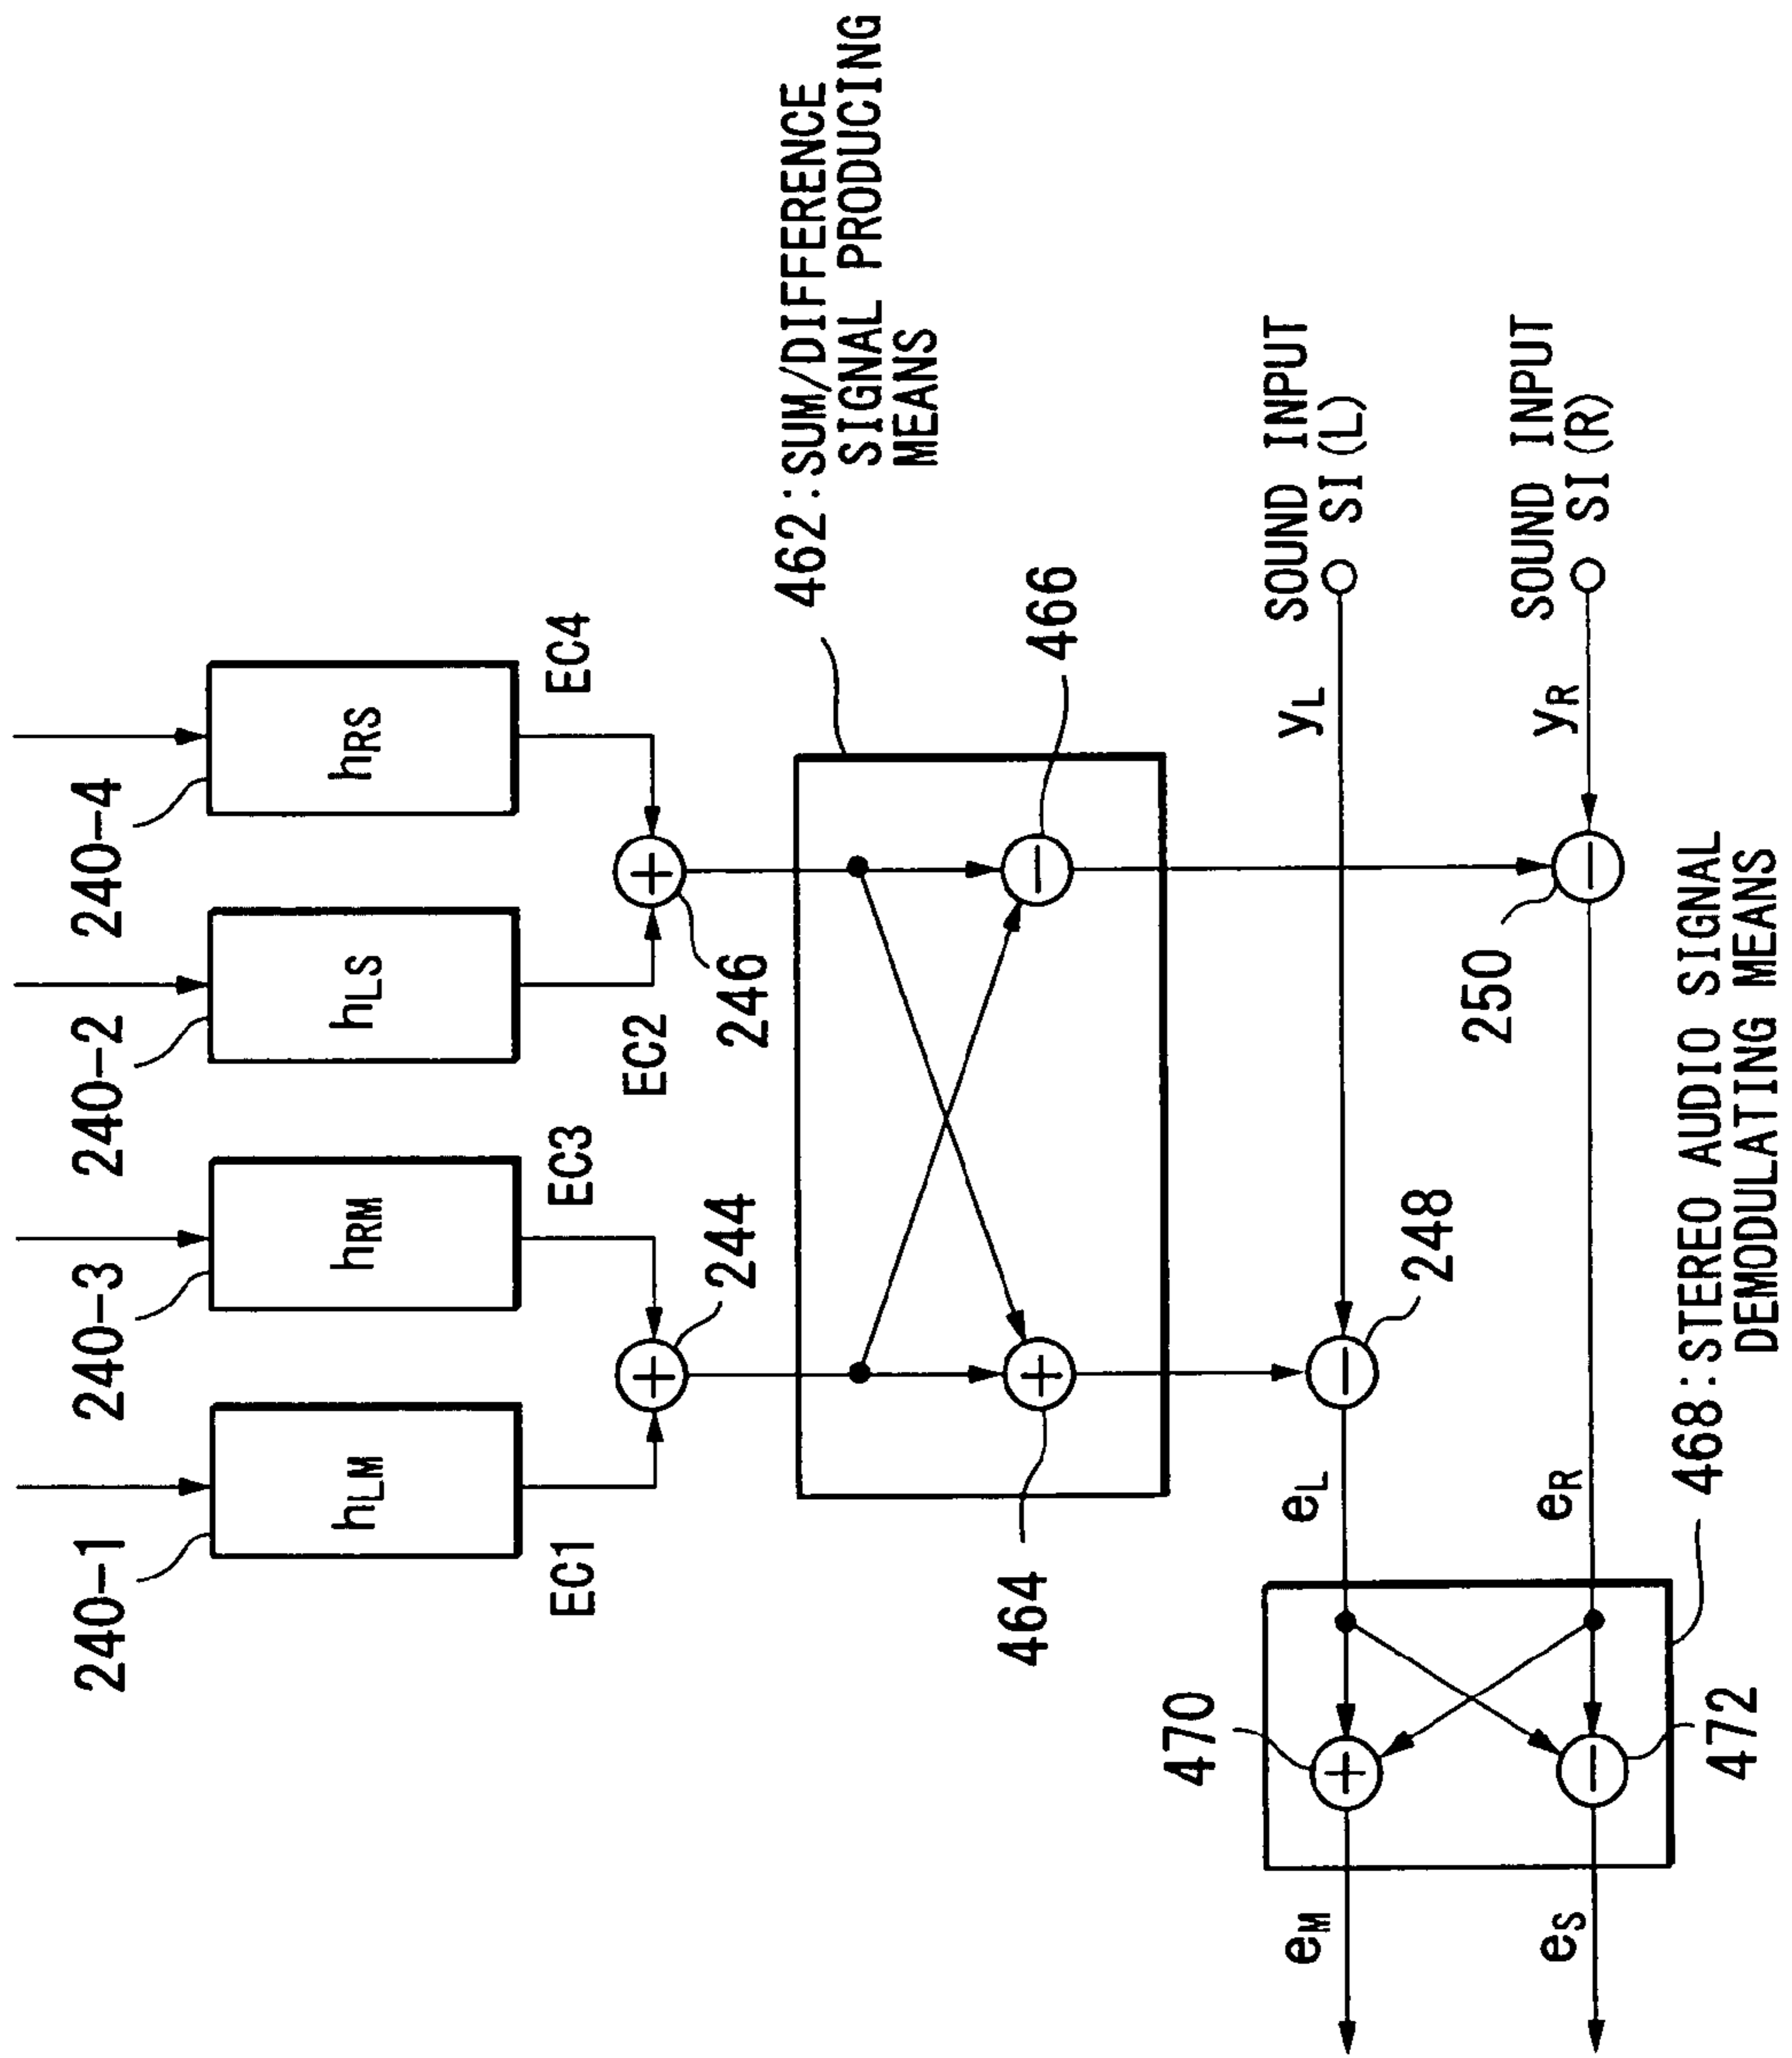 240-1
240-3
240-2
240-4
hLM
hRM
hLS
hRS
EC1
EC3
EC2
EC4
+
244
+
246
462:SUM/DIFFERENCE
SIGNAL PRODUCING
MEANS
464
+
−
466
eL
−
248
yL
SOUND INPUT
SI(L)
eR
250
−
yR
SOUND INPUT
SI(R)
470
+
eM
−
472
eS
468:STEREO AUDIO SIGNAL
DEMODULATING MEANS